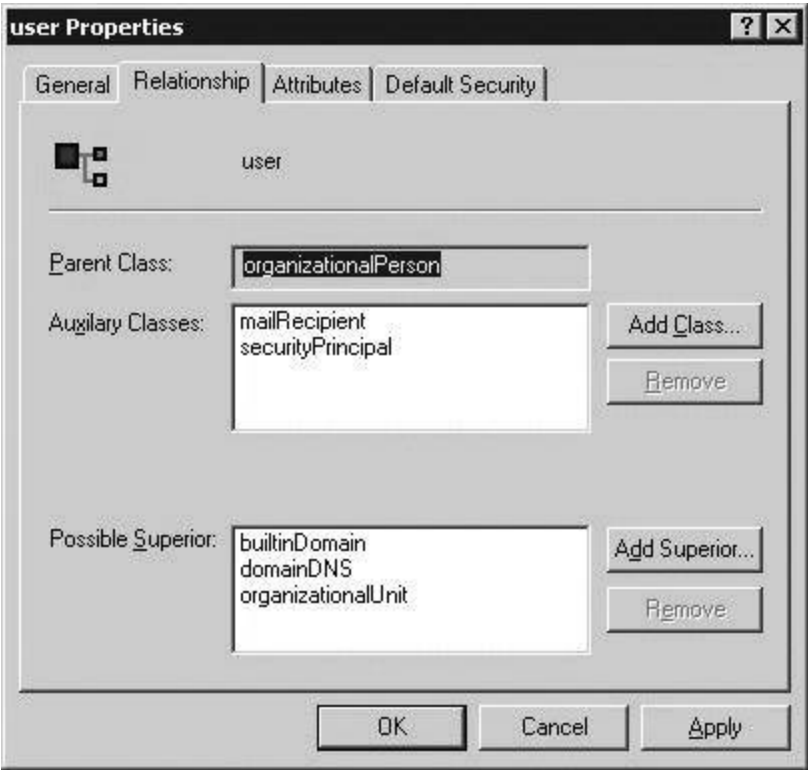 user Properties
General Relationship Attributes Default Security
user
Parent Class: organizationalPerson
Auxilary Classes: mailRecipient
securityPrincipal
Add Class...
Remove
Possible Superior: builtinDomain
domainDNS
organizationalUnit
Add Superior...
Remove
OK Cancel Apply